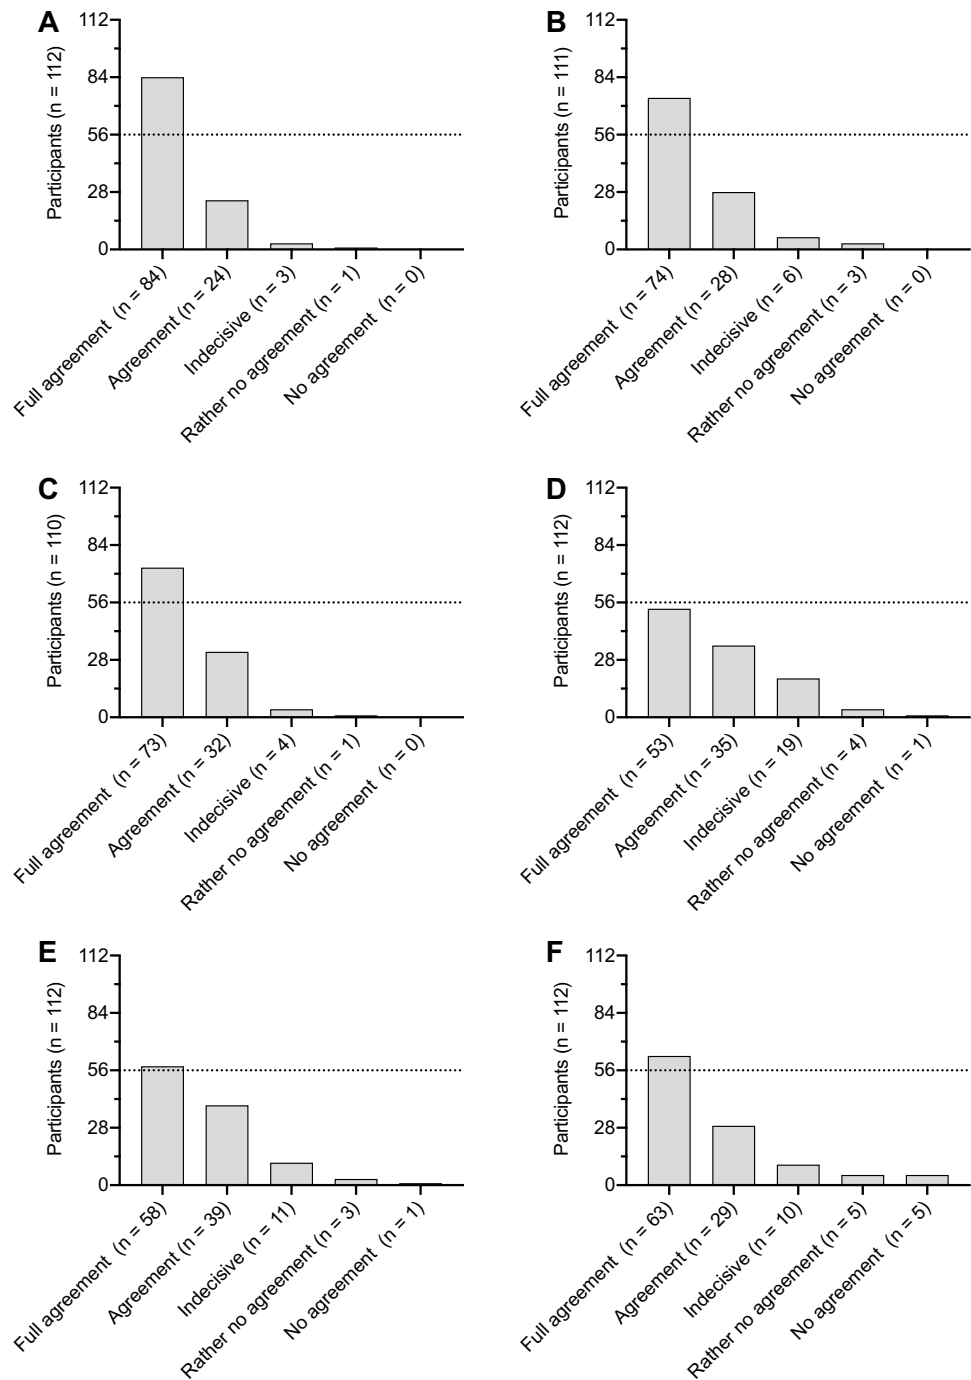 A
Participants (n = 112)
112
84
56
28
0
Full agreement (n = 84)
Agreement (n = 24)
Indecisive (n = 3)
Rather no agreement (n = 1)
No agreement (n = 0)
B
Participants (n = 111)
112
84
56
28
0
Full agreement (n = 74)
Agreement (n = 28)
Indecisive (n = 6)
Rather no agreement (n = 3)
No agreement (n = 0)
C
Participants (n = 110)
112
84
56
28
0
Full agreement (n = 73)
Agreement (n = 32)
Indecisive (n = 4)
Rather no agreement (n = 1)
No agreement (n = 0)
D
Participants (n = 112)
112
84
56
28
0
Full agreement (n = 53)
Agreement (n = 35)
Indecisive (n = 19)
Rather no agreement (n = 4)
No agreement (n = 1)
E
Participants (n = 112)
112
84
56
28
0
Full agreement (n = 58)
Agreement (n = 39)
Indecisive (n = 11)
Rather no agreement (n = 3)
No agreement (n = 1)
F
Participants (n = 112)
112
84
56
28
0
Full agreement (n = 63)
Agreement (n = 29)
Indecisive (n = 10)
Rather no agreement (n = 5)
No agreement (n = 5)